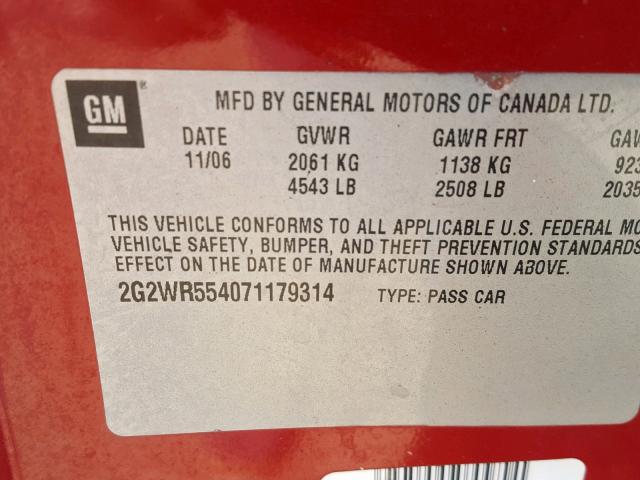 GM ®
MFD BY GENERAL MOTORS OF CANADA LTD.
DATE GVWR GAWR FRT
11/06 2061 KG 1138 KG 923
4543 LB 2508 LB 2035
THIS VEHICLE CONFORMS TO ALL APPLICABLE U.S. FEDERAL
VEHICLE SAFETY, BUMPER, AND THEFT PREVENTION STANDARDS
EFFECT ON THE DATE OF MANUFACTURE SHOWN ABOVE.
2G2WR554071179314 TYPE: PASS CAR